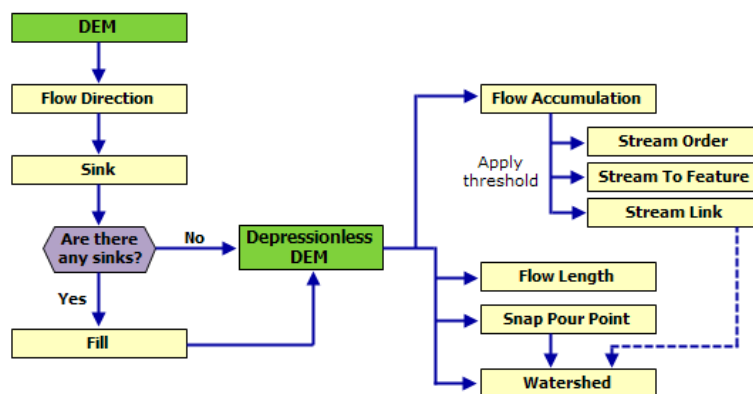 DEM
Flow Direction
Sink
Are there
any sinks?
No
Yes
Fill
Depressionless
DEM
Flow Accumulation
Apply
threshold
Stream Order
Stream To Feature
Stream Link
Flow Length
Snap Pour Point
Watershed